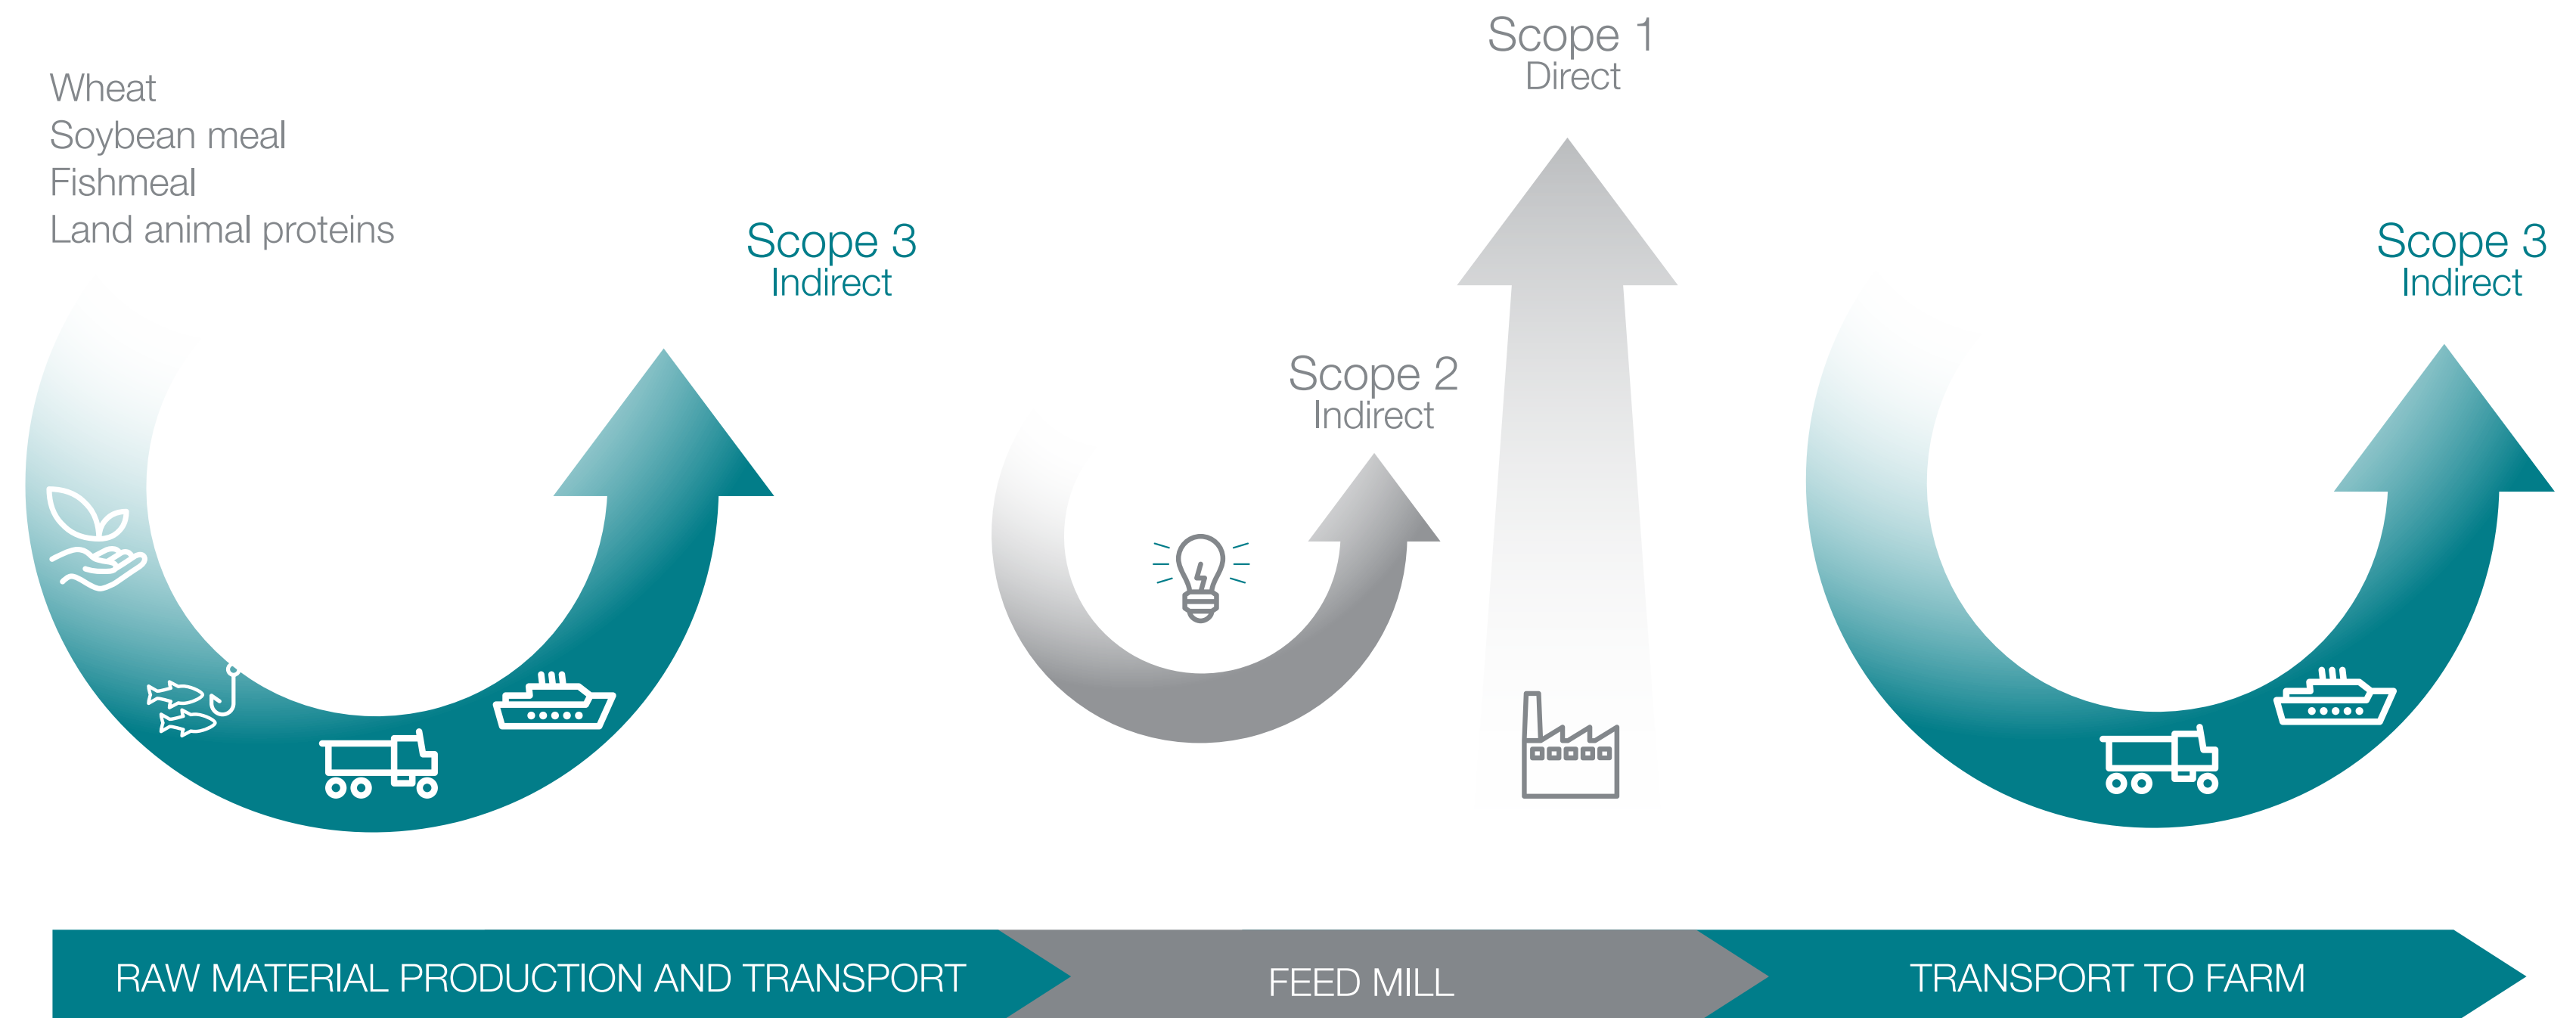 Wheat
Soybean meal
Fishmeal
Land animal proteins
Scope 3
Indirect
Scope 2
Indirect
Scope 1
Direct
Scope 3
Indirect
RAW MATERIAL PRODUCTION AND TRANSPORT
FEED MILL
TRANSPORT TO FARM